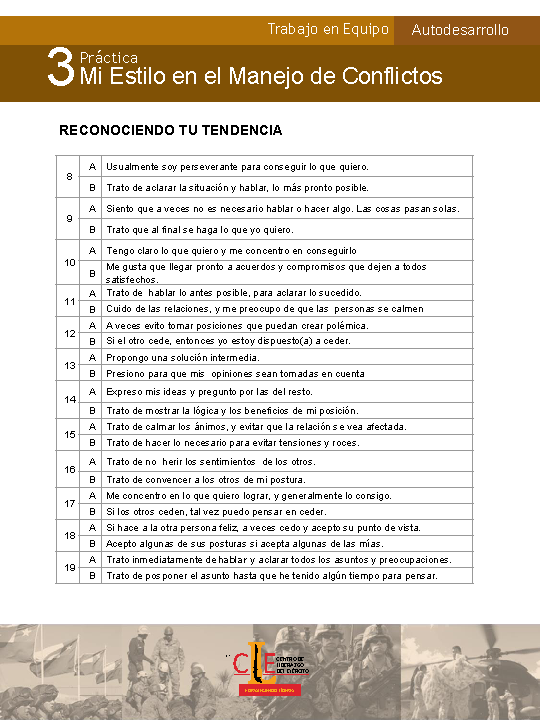 Trabajo en Equipo Autodesarrollo
3 Práctica
Mi Estilo en el Manejo de Conflictos
RECONOCIENDO TU TENDENCIA
8 A Usualmente soy perseverante para conseguir lo que quiero.
B Trato de aclarar la situación y hablar, lo más pronto posible.
9 A Siento que a veces no es necesario hablar o hacer algo. Las cosas pasan solas.
B Trato que al final se haga lo que yo quiero.
10 A Tengo claro lo que quiero y me concentro en conseguirlo
B Me gusta que llegar pronto a acuerdos y compromisos que dejen a todos
satisfechos.
11 A Trato de hablar lo antes posible, para aclarar lo sucedido.
B Cuido de las relaciones, y me preocupo de que las personas se calmen
12 A A veces evito tomar posiciones que puedan crear polémica.
B Si el otro cede, entonces yo estoy dispuesto(a) a ceder.
13 A Propongo una solución intermedia.
B Presiono para que mis opiniones sean tomadas en cuenta
14 A Expreso mis ideas y pregunto por las del resto.
B Trato de mostrar la lógica y los beneficios de mi posición.
15 A Trato de calmar los ánimos, y evitar que la relación se vea afectada.
B Trato de hacer lo necesario para evitar tensiones y roces.
16 A Trato de no herir los sentimientos de los otros.
B Trato de convencer a los otros de mi postura.
17 A Me concentro en lo que quiero lograr, y generalmente lo consigo.
B Si los otros ceden, tal vez puedo pensar en ceder.
18 A Si hace a la otra persona feliz, a veces cedo y acepto su punto de vista.
B Acepto algunas de sus posturas si acepta algunas de las mías.
19 A Trato inmediatamente de hablar y aclarar todos los asuntos y preocupaciones.
B Trato de posponer el asunto hasta que he tenido algún tiempo para pensar.
CLE
CENTRO DE
LIDERAZGO
DEL EJÉRCITO